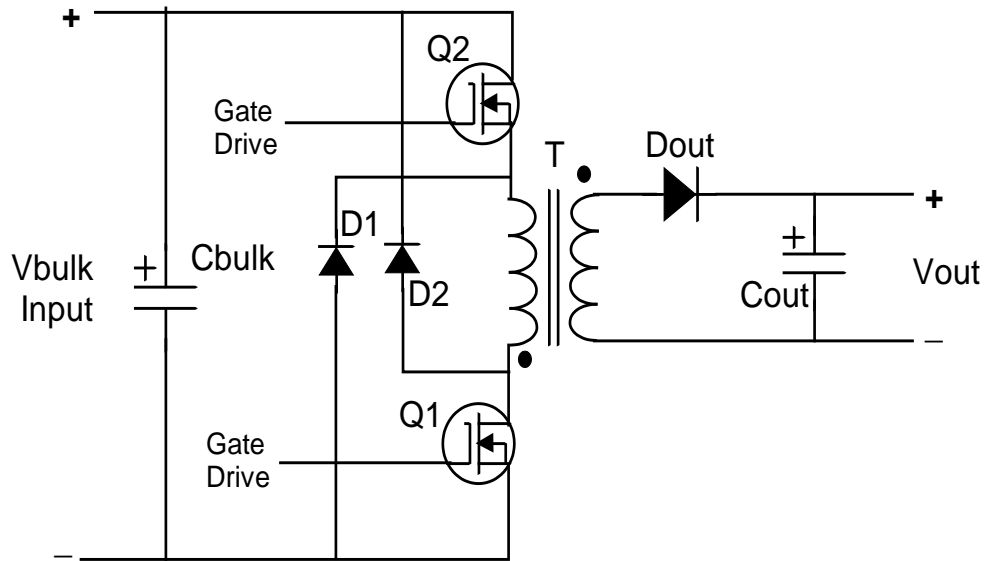 +
Q2
Gate
Drive
T
Dout
D1
+
Vbulk
Input
+
Cbulk
D2
+
Cout
Vout
–
Q1
Gate
Drive
–